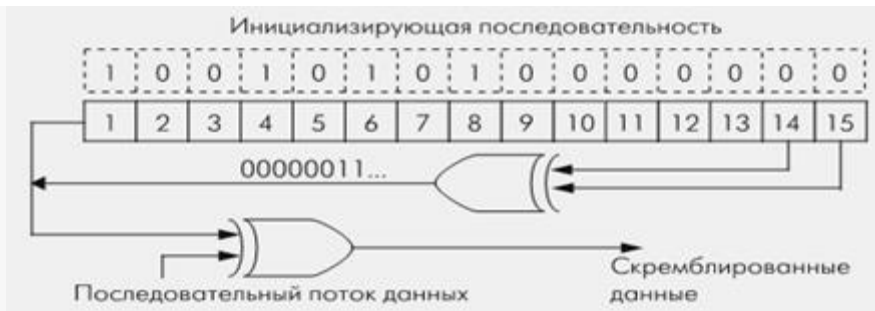 Инициализирующая последовательность
1 0 0 1 0 1 0 1 0 0 0 0 0 0 0
1 2 3 4 5 6 7 8 9 10 11 12 13 14 15
00000011...
Скремблированные
данные
Последовательный поток данных